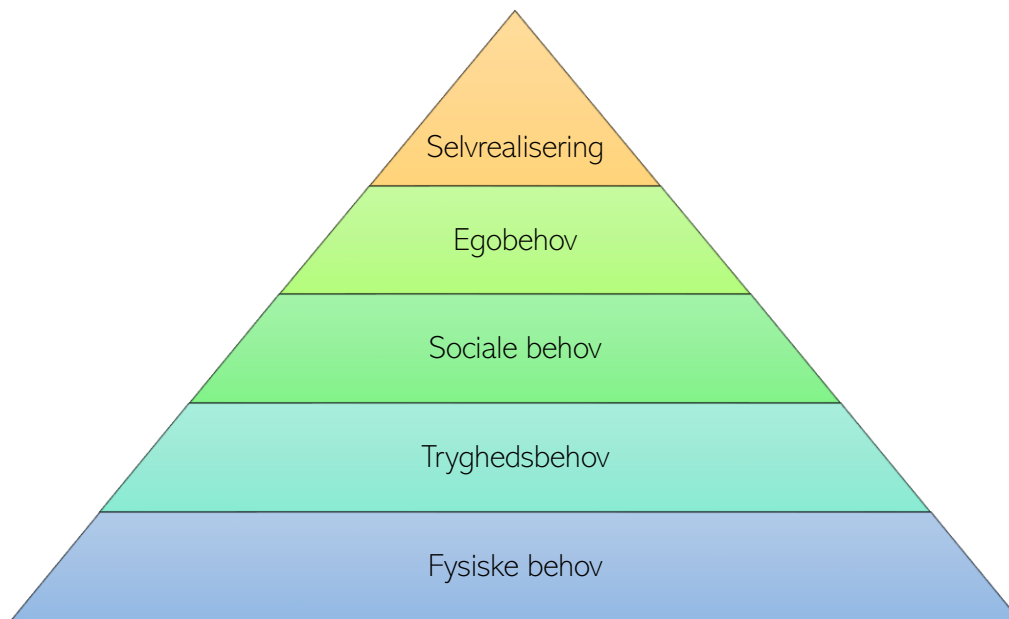 Selvrealisering
Egobehov
Sociale behov
Tryghedsbehov
Fysiske behov